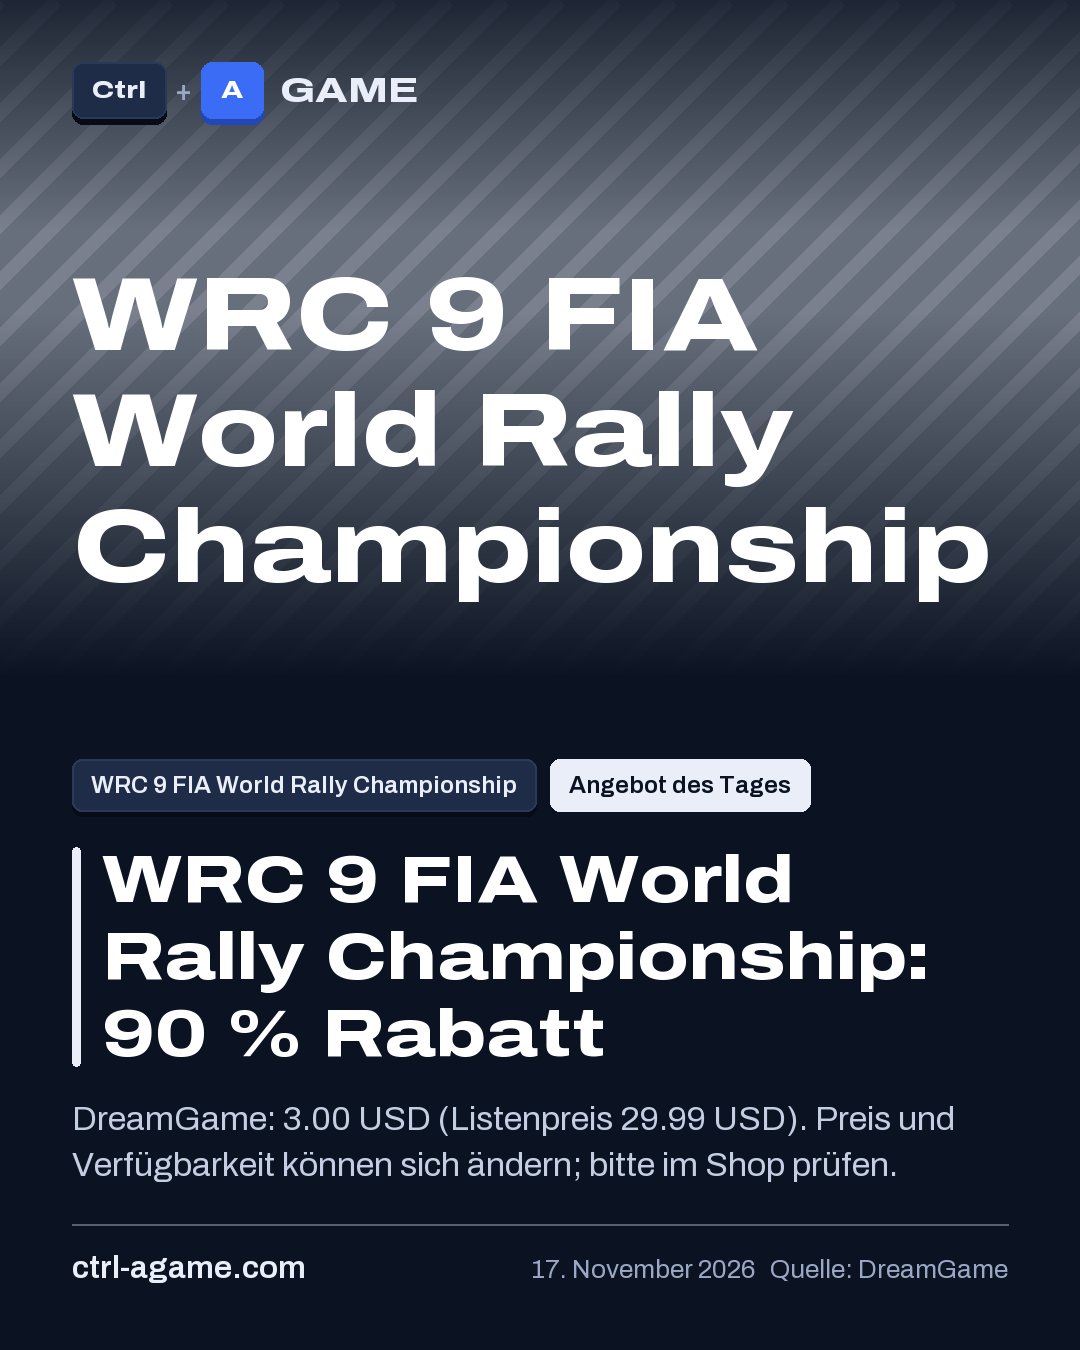 Ctrl + A GAME
WRC 9 FIA
World Rally
Championship
WRC 9 FIA World Rally Championship
Angebot des Tages
WRC 9 FIA World
Rally Championship:
90 % Rabatt
DreamGame: 3.00 USD (Listenpreis 29.99 USD). Preis und
Verfügbarkeit können sich ändern; bitte im Shop prüfen.
ctrl-agame.com
17. November 2026 Quelle: DreamGame